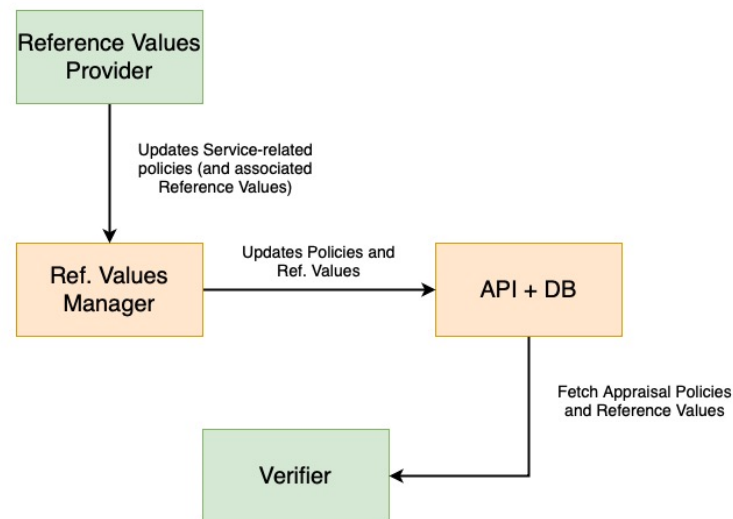 Reference Values
Provider
Updates Service-related
policies (and associated
Reference Values)
Ref. Values
Manager
Updates Policies and
Ref. Values
API + DB
Fetch Appraisal Policies
and Reference Values
Verifier